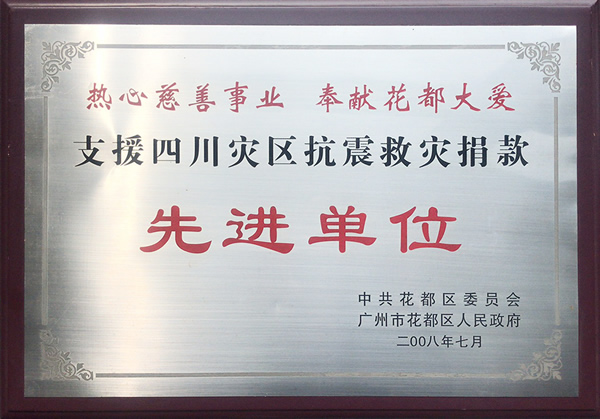 热心慈善事业 奉献花都大爱
支援四川灾区抗震救灾捐款
先进单位
中共花都区委员会
广州市花都区人民政府
二00八年七月